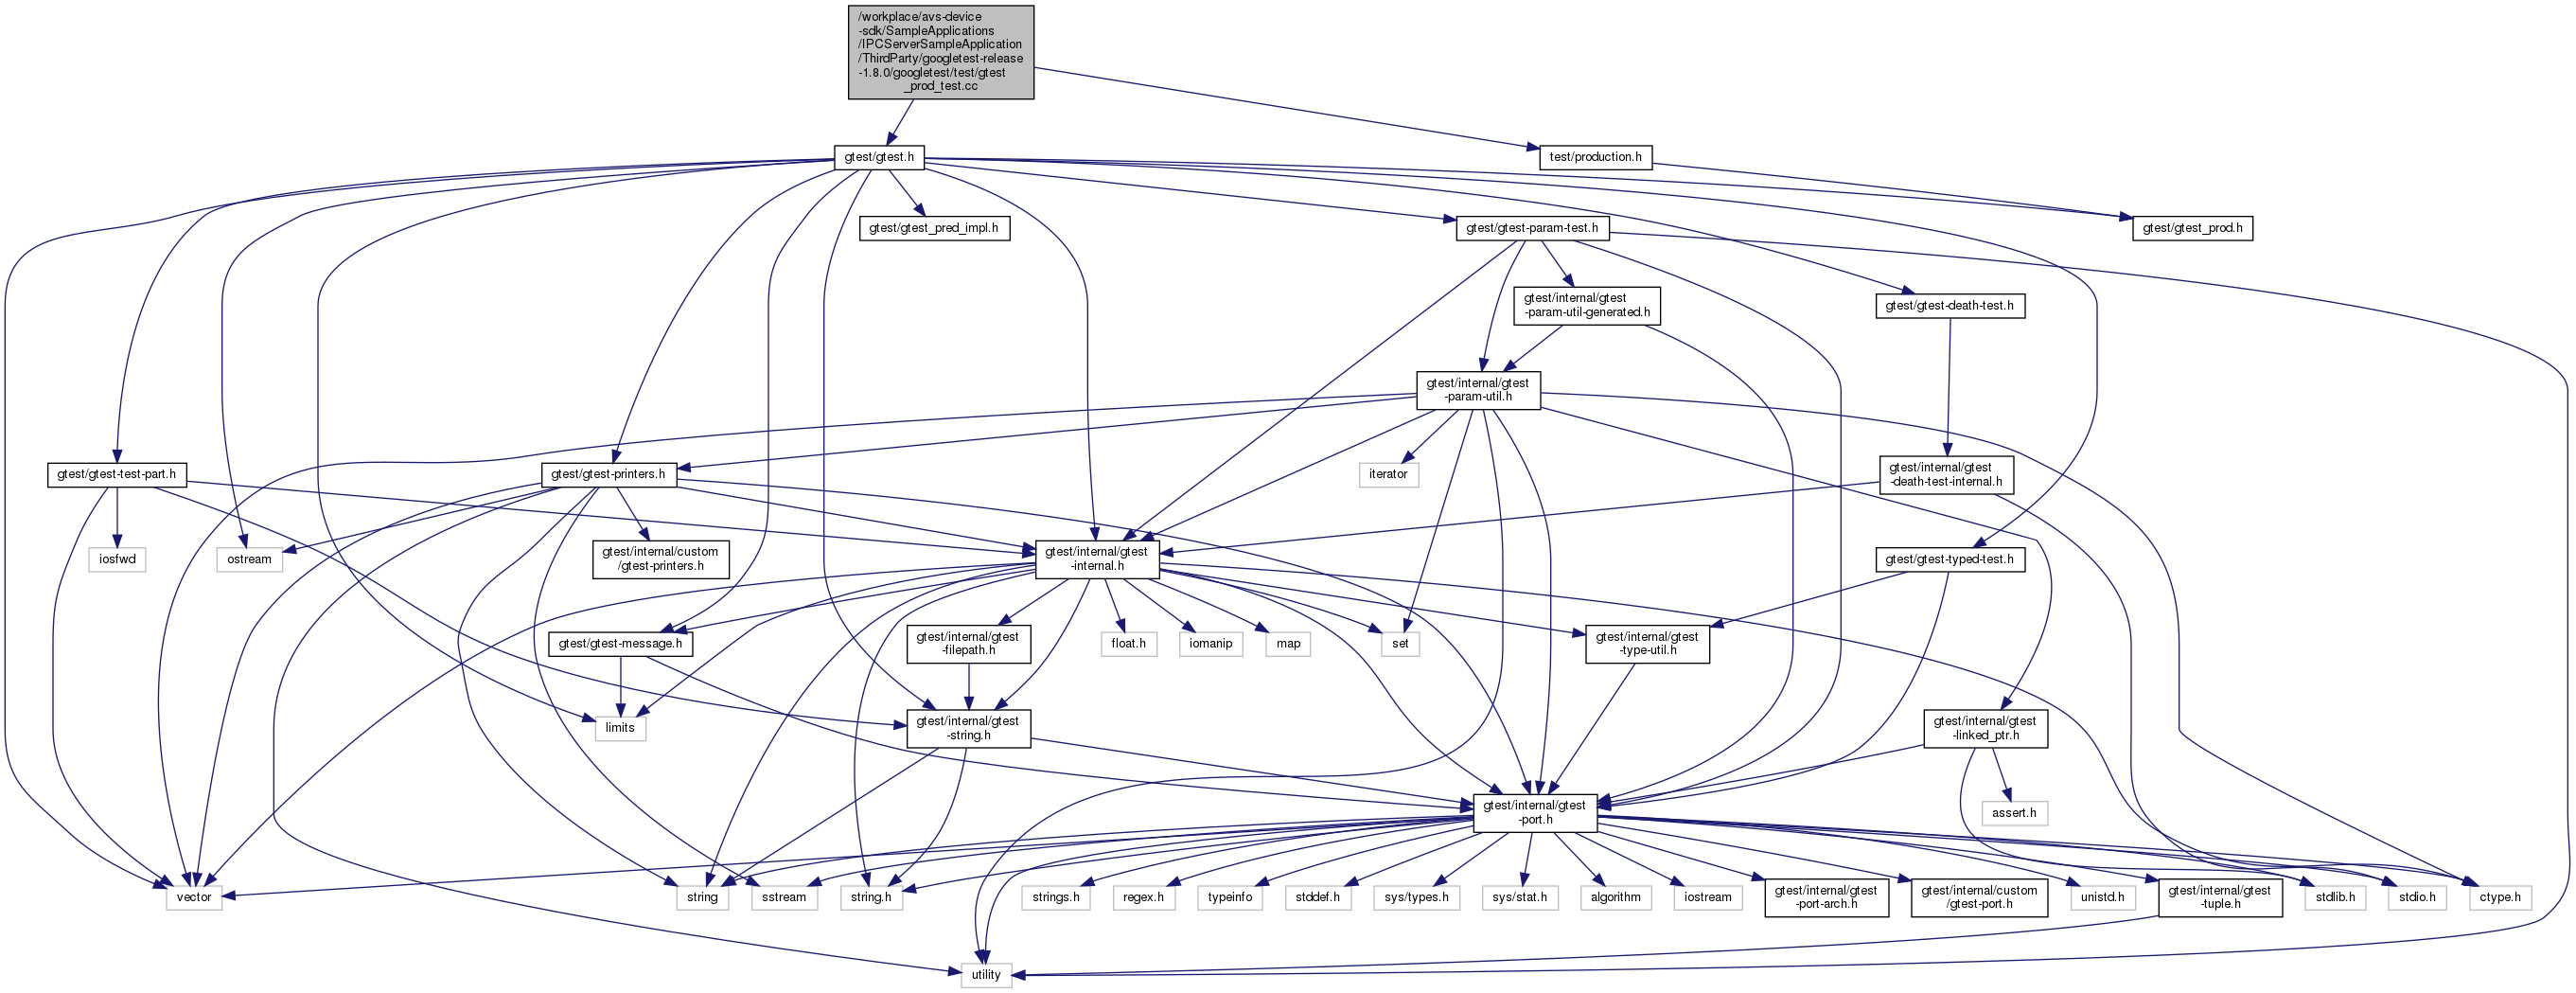 /workplace/avs-device
-sdk/SampleApplications
/IPCServerSampleApplication
/ThirdParty/googletest-release
-1.8.0/googletest/test/gtest
_prod_test.cc
gtest/gtest.h
test/production.h
gtest/gtest_pred_impl.h
gtest/gtest-param-test.h
gtest/gtest_prod.h
gtest/internal/gtest
-param-util-generated.h
gtest/gtest-death-test.h
gtest/internal/gtest
-param-util.h
gtest/gtest-test-part.h
gtest/gtest-printers.h
iterator
gtest/internal/gtest
-death-test-internal.h
iosfwd
ostream
gtest/internal/custom
/gtest-printers.h
gtest/internal/gtest
-internal.h
gtest/gtest-typed-test.h
gtest/gtest-message.h
gtest/internal/gtest
-filepath.h
float.h
iomanip
map
set
gtest/internal/gtest
-type-util.h
limits
gtest/internal/gtest
-string.h
gtest/internal/gtest
-linked_ptr.h
gtest/internal/gtest
-port.h
assert.h
vector
string
sstream
string.h
strings.h
regex.h
typeinfo
stddef.h
sys/types.h
sys/stat.h
algorithm
iostream
gtest/internal/gtest
-port-arch.h
gtest/internal/custom
/gtest-port.h
unistd.h
gtest/internal/gtest
-tuple.h
stdlib.h
stdio.h
ctype.h
utility